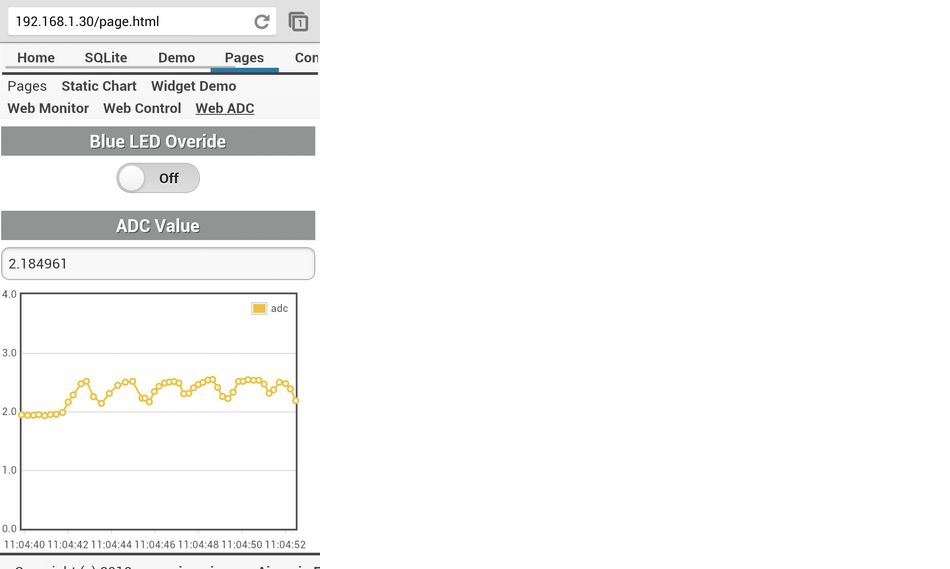 192.168.1.30/page.html
1
Home SQLite Demo Pages Con
Pages Static Chart Widget Demo
Web Monitor Web Control Web ADC
Blue LED Overide
Off
ADC Value
2.184961
4.0
adc
3.0
2.0
1.0
0.0
11:04:40 11:04:42 11:04:44 11:04:46 11:04:48 11:04:50 11:04:52